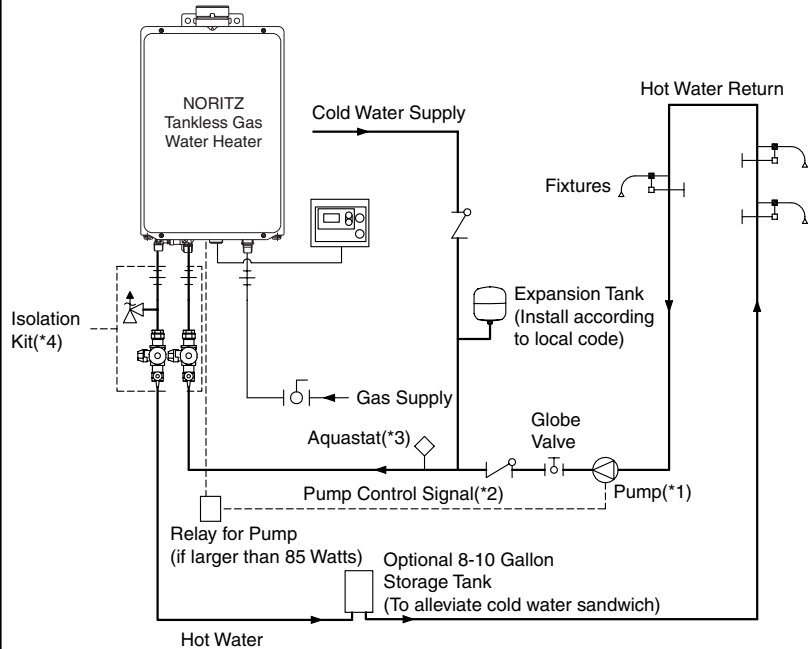 NORITZ
Tankless Gas
Water Heater
Cold Water Supply
Hot Water Return
Fixtures
Expansion Tank
(Install according
to local code)
Isolation
Kit(*4)
Gas Supply
Globe
Valve
Aquastat(*3)
Pump Control Signal(*2)
Pump(*1)
Relay for Pump
(if larger than 85 Watts)
Optional 8-10 Gallon
Storage Tank
(To alleviate cold water sandwich)
Hot Water